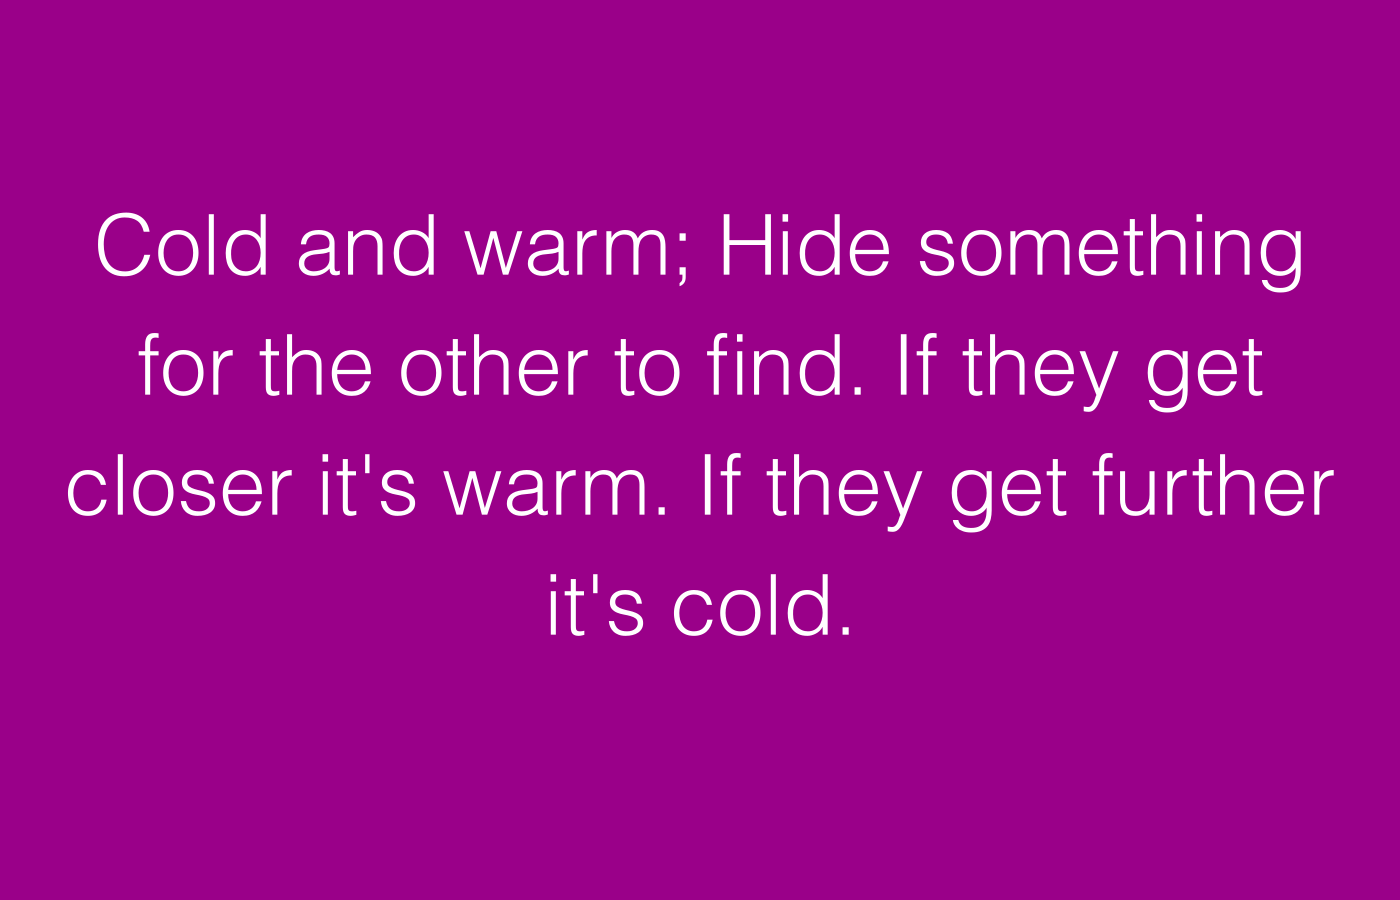 Cold and warm; Hide something
for the other to find. If they get
closer it's warm. If they get further
it's cold.